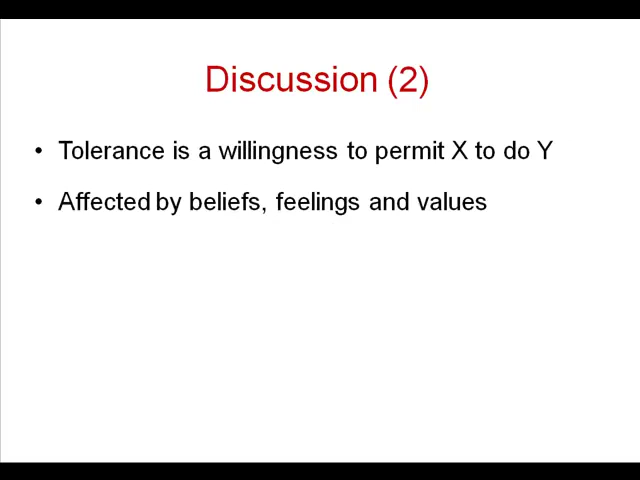 Discussion (2)
• Tolerance is a willingness to permit X to do Y
• Affected by beliefs, feelings and values